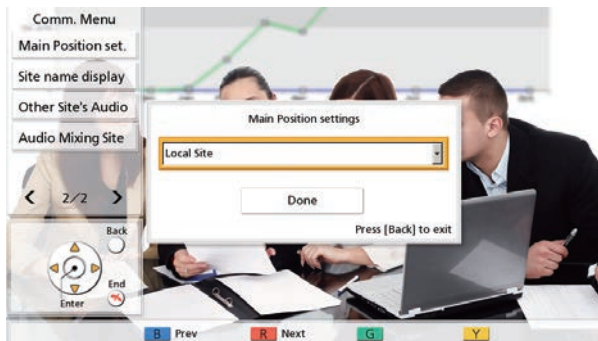 Comm. Menu
Main Position set.
Site name display
Other Site's Audio
Audio Mixing Site
2/2
Back
End
Enter
Main Position settings
Local Site
Done
Press [Back] to exit
B Prev R Next G Y